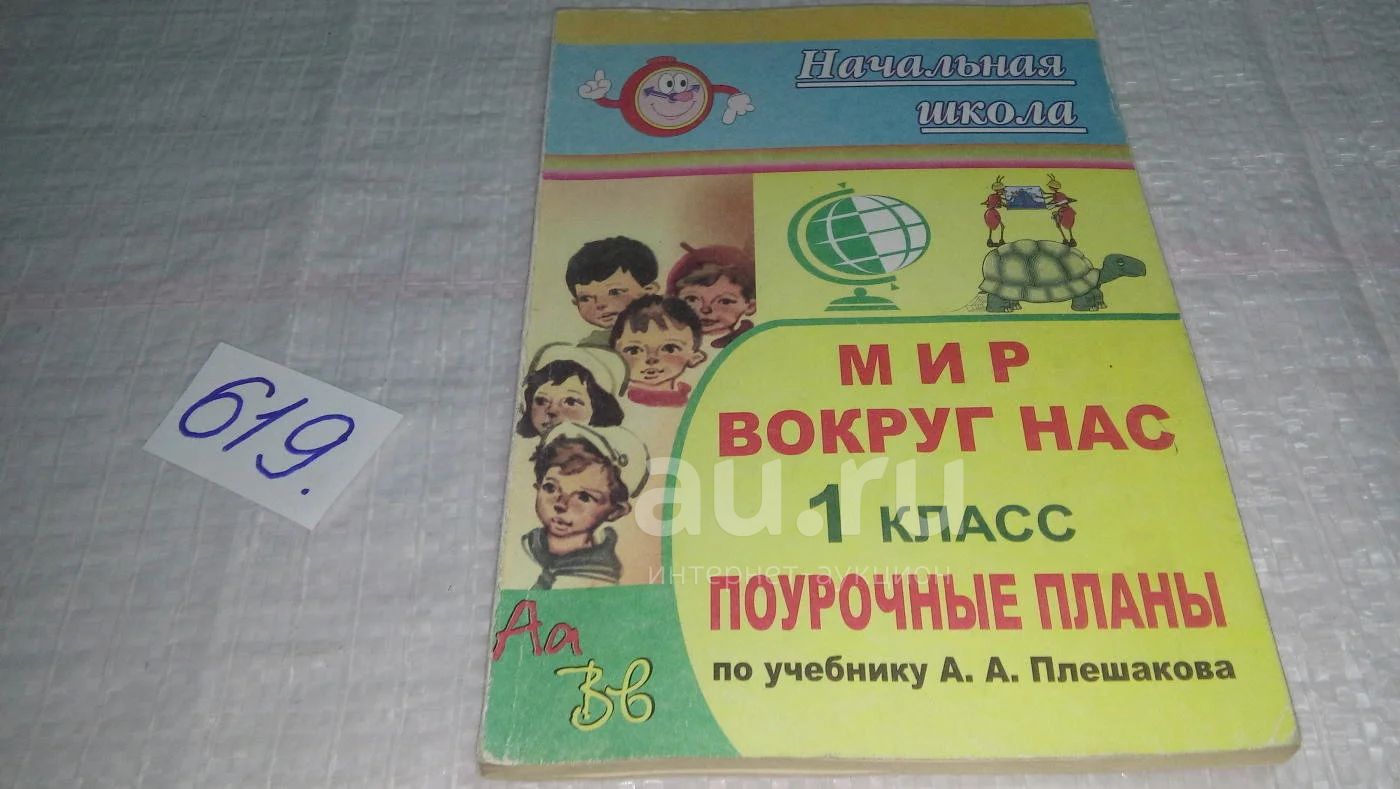 Начальная
школа
619.
МИР
ВОКРУГ НАС
1 КЛАСС
ПОУРОЧНЫЕ ПЛАНЫ
по учебнику А. А. Плешакова
Аа
Вв
au.ru
интернет-аукцион